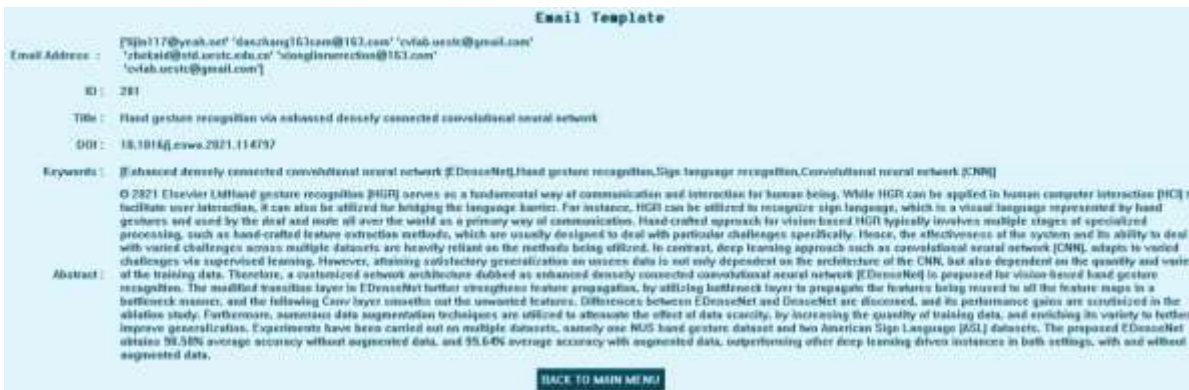 Email Template
['lijin117@yeah.net' 'danzhang163cam@163.com' 'cvlab.uestc@gmail.com'
Email Address :
'zhekaid@std.uestc.edu.cn' 'xionglinerection@163.com'
'cvlab.uestc@gmail.com']
ID : 281
Title : Hand gesture recognition via enhanced densely connected convolutional neural network
DOI : 10.1016/j.eswa.2021.114797
Keywords : [Enhanced densely connected convolutional neural network (EDenseNet),Hand gesture recognition,Sign language recognition,Convolutional neural network (CNN)]
© 2021 Elsevier LtdHand gesture recognition (HGR) serves as a fundamental way of communication and interaction for human being. While HGR can be applied in human computer interaction (HCI) t
facilitate user interaction, it can also be utilized for bridging the language barrier. For instance, HGR can be utilized to recognize sign language, which is a visual language represented by hand
gestures and used by the deaf and mute all over the world as a primary way of communication. Hand-crafted approach for vision-based HGR typically involves multiple stages of specialized
processing, such as hand-crafted feature extraction methods, which are usually designed to deal with particular challenges specifically. Hence, the effectiveness of the system and its ability to deal
with varied challenges across multiple datasets are heavily reliant on the methods being utilized. In contrast, deep learning approach such as convolutional neural network (CNN), adapts to varied
challenges via supervised learning. However, attaining satisfactory generalization on unseen data is not only dependent on the architecture of the CNN, but also dependent on the quantity and varie
Abstract : of the training data. Therefore, a customized network architecture dubbed as enhanced densely connected convolutional neural network (EDenseNet) is proposed for vision-based hand gesture
recognition. The modified transition layer in EDenseNet further strengthens feature propagation, by utilizing bottleneck layer to propagate the features being reused to all the feature maps in a
bottleneck manner, and the following Conv layer smooths out the unwanted features. Differences between EDenseNet and DenseNet are discerned, and its performance gains are scrutinized in the
ablation study. Furthermore, numerous data augmentation techniques are utilized to attenuate the effect of data scarcity, by increasing the quantity of training data, and enriching its variety to further
improve generalization. Experiments have been carried out on multiple datasets, namely one NUS hand gesture dataset and two American Sign Language (ASL) datasets. The proposed EDenseNet
obtains 98.50% average accuracy without augmented data, and 99.64% average accuracy with augmented data, outperforming other deep learning driven instances in both settings, with and without
augmented data.
BACK TO MAIN MENU